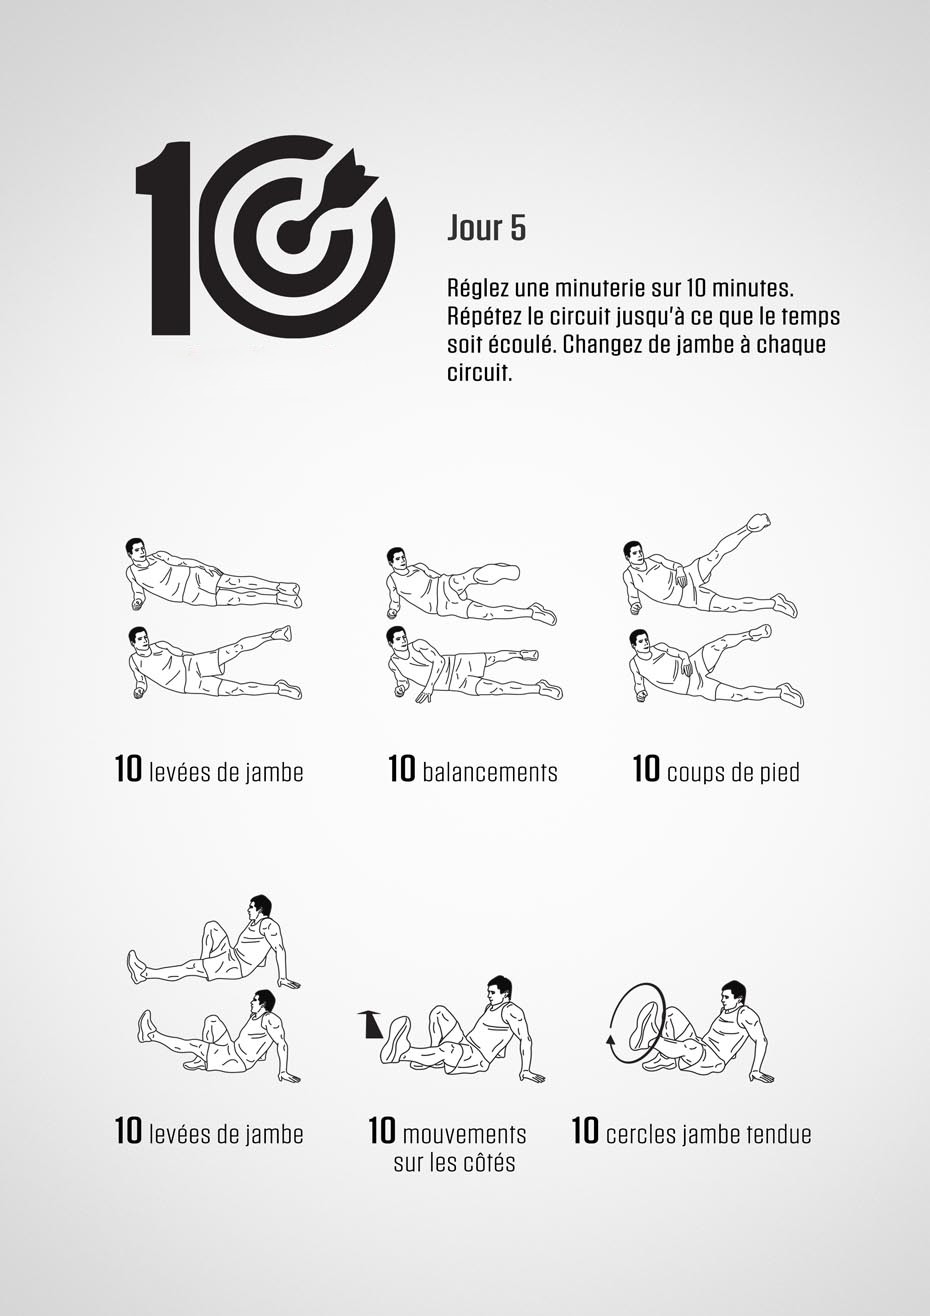 10
Jour 5
Réglez une minuterie sur 10 minutes.
Répétez le circuit jusqu'à ce que le temps
soit écoulé. Changez de jambe à chaque
circuit.
10 levées de jambe
10 balancements
10 coups de pied
10 levées de jambe
10 mouvements
sur les côtés
10 cercles jambe tendue